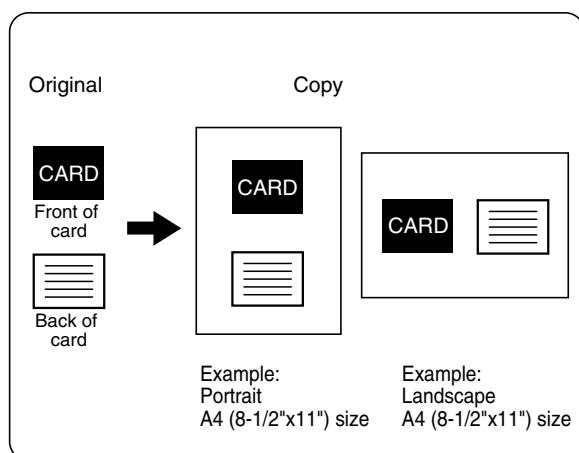 Original
Copy
CARD
Front of
card
Back of
card
CARD
CARD
Example:
Portrait
A4 (8-1/2"x11") size
Example:
Landscape
A4 (8-1/2"x11") size